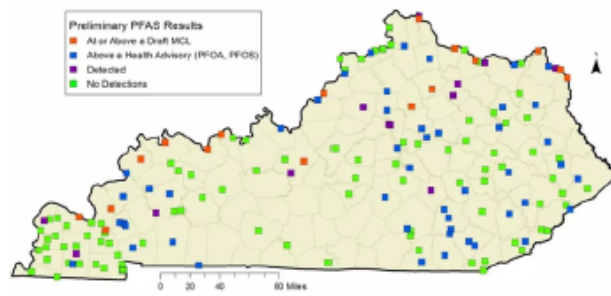 Preliminary PFAS Results
At or Above a Draft MCL
Above a Health Advisory (PFOA, PFOS)
Detected
No Detections
0 20 40 80 Miles